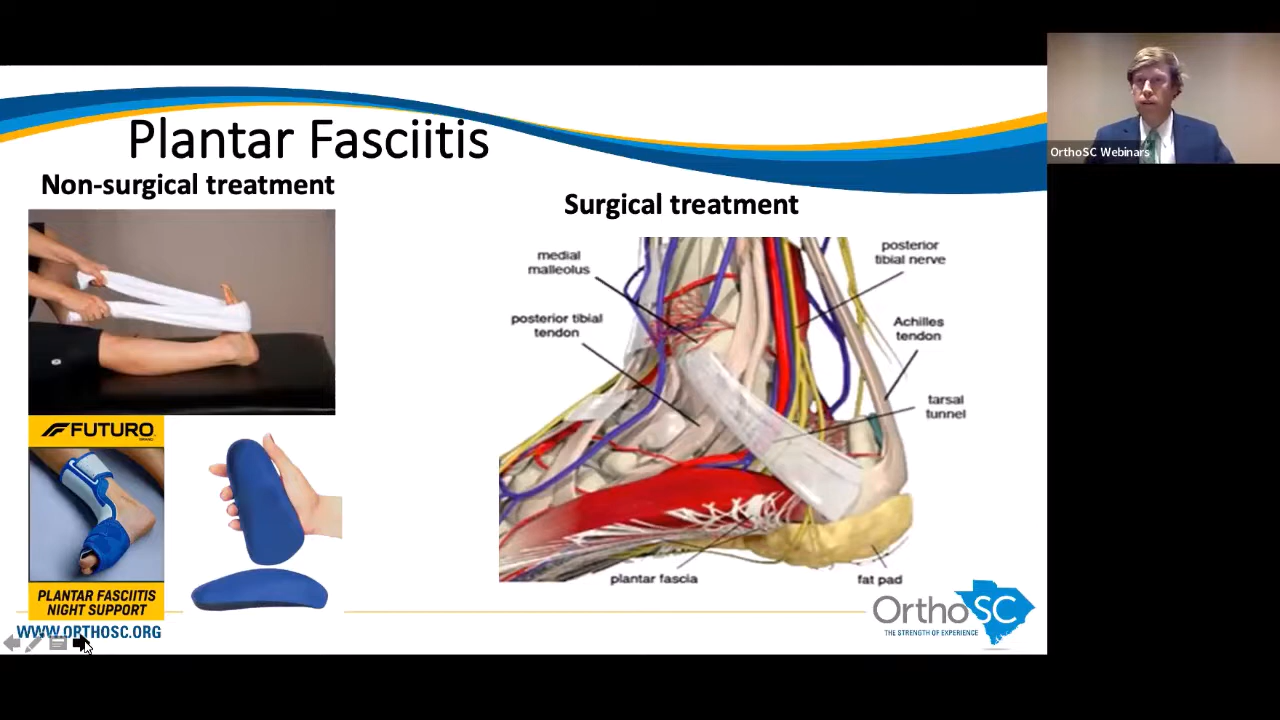 Plantar Fasciitis
Non-surgical treatment
Surgical treatment
medial
malleolus
posterior tibial
tendon
posterior
tibial nerve
Achilles
tendon
tarsal
tunnel
plantar fascia
fat pad
FUTURO
BRAND
PLANTAR FASCIITIS
NIGHT SUPPORT
WWW.ORTHOSC.ORG
OrthoSC
THE STRENGTH OF EXPERIENCE
OrthoSC Webinars